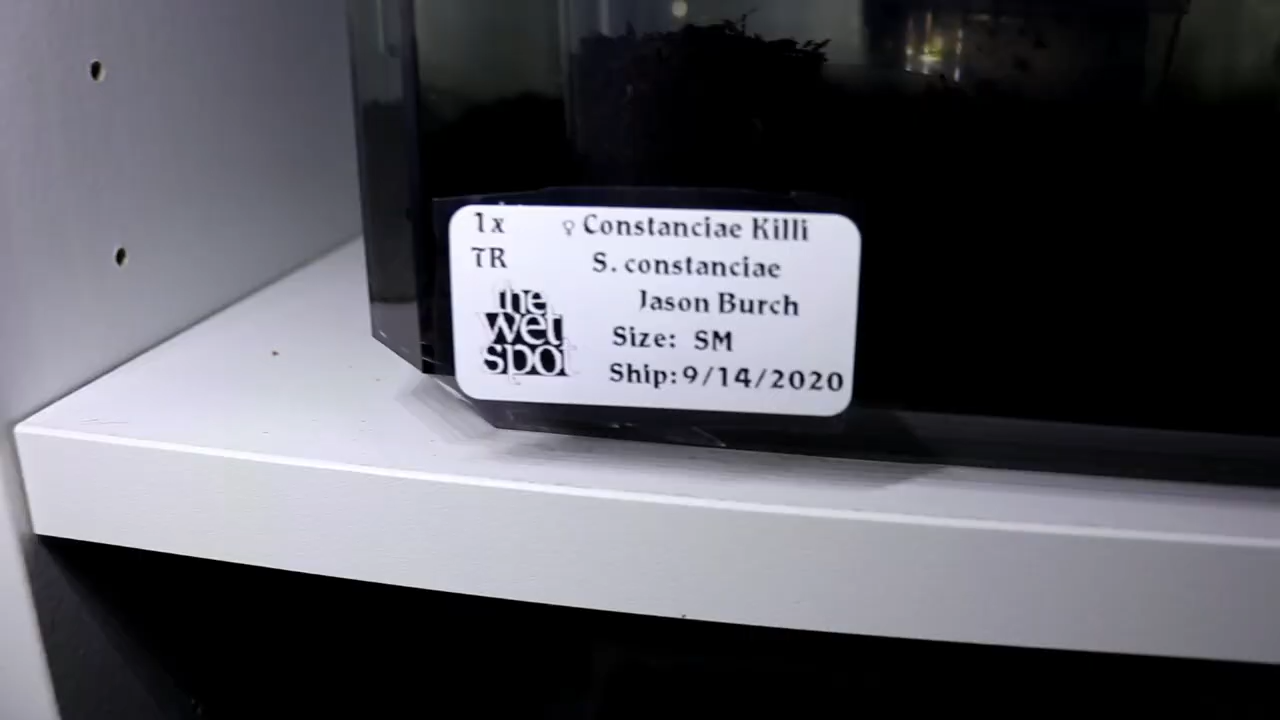 1x ♀ Constanciae Killi
TR S. constanciae
Jason Burch
the
wet
spot
Size: SM
Ship: 9/14/2020